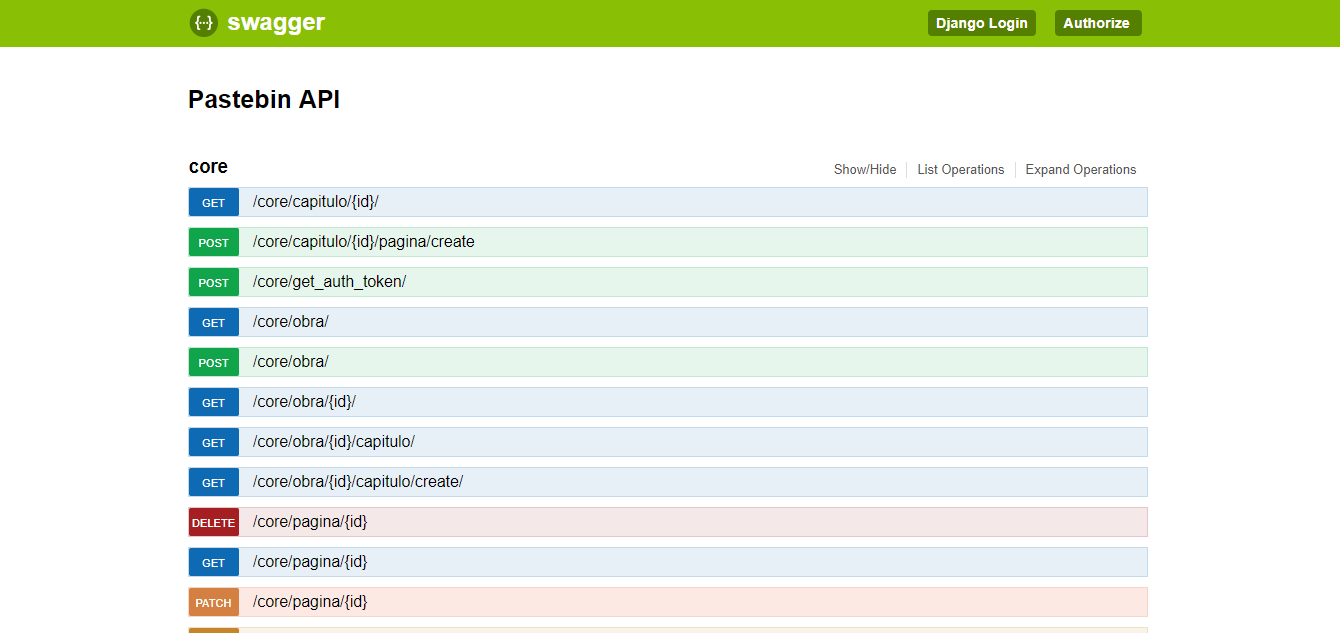 {···} swagger Django Login Authorize
Pastebin API
core Show/Hide List Operations Expand Operations
GET /core/capitulo/{id}/
POST /core/capitulo/{id}/pagina/create
POST /core/get_auth_token/
GET /core/obra/
POST /core/obra/
GET /core/obra/{id}/
GET /core/obra/{id}/capitulo/
GET /core/obra/{id}/capitulo/create/
DELETE /core/pagina/{id}
GET /core/pagina/{id}
PATCH /core/pagina/{id}